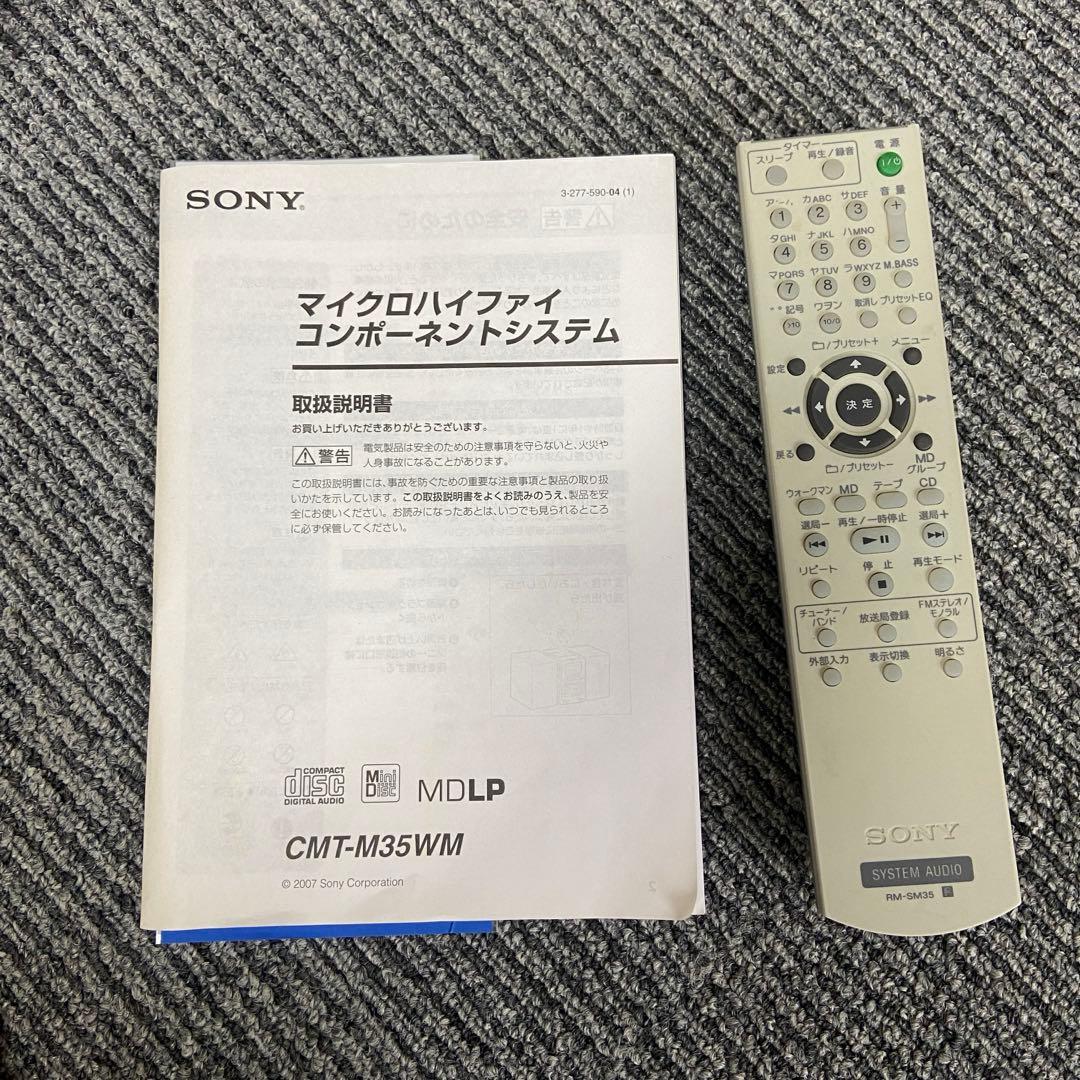 SONY®
3-277-590-04 (1)
マイクロハイファイ
コンポーネントシステム
取扱説明書
お買い上げいただきありがとうございます。
警告
電気製品は安全のための注意事項を守らないと、火災や
人身事故になることがあります。
この取扱説明書には、事故を防ぐための重要な注意事項と製品の取り扱
いかたを示しています。この取扱説明書をよくお読みのうえ、製品を安
全にお使いください。お読みになったあとは、いつでも見られるところ
に必ず保管してください。
COMPACT
disc
DIGITAL AUDIO
Mini
Disc
MDLP
CMT-M35WM
© 2007 Sony Corporation
タイマー
スリープ 再生/録音
電源
I/⏻
音量
+
−
カABC サDEF
1 2 3
タGHI ナJKL ハMNO
4 5 6
マPQRS ヤTUV ラWXYZ M.BASS
7 8 9
記号 ワヲン 取消し プリセットEQ
>10 10/0
/プリセット+ メニュー
設定
決定
戻る
/プリセット−
MD
グループ
ウォークマン MD テープ CD
選局− 再生/一時停止 選局+
リピート 停止 再生モード
チューナー/
バンド
放送局登録
FMステレオ/
モノラル
外部入力 表示切換 明るさ
SONY
SYSTEM AUDIO
RM-SM35